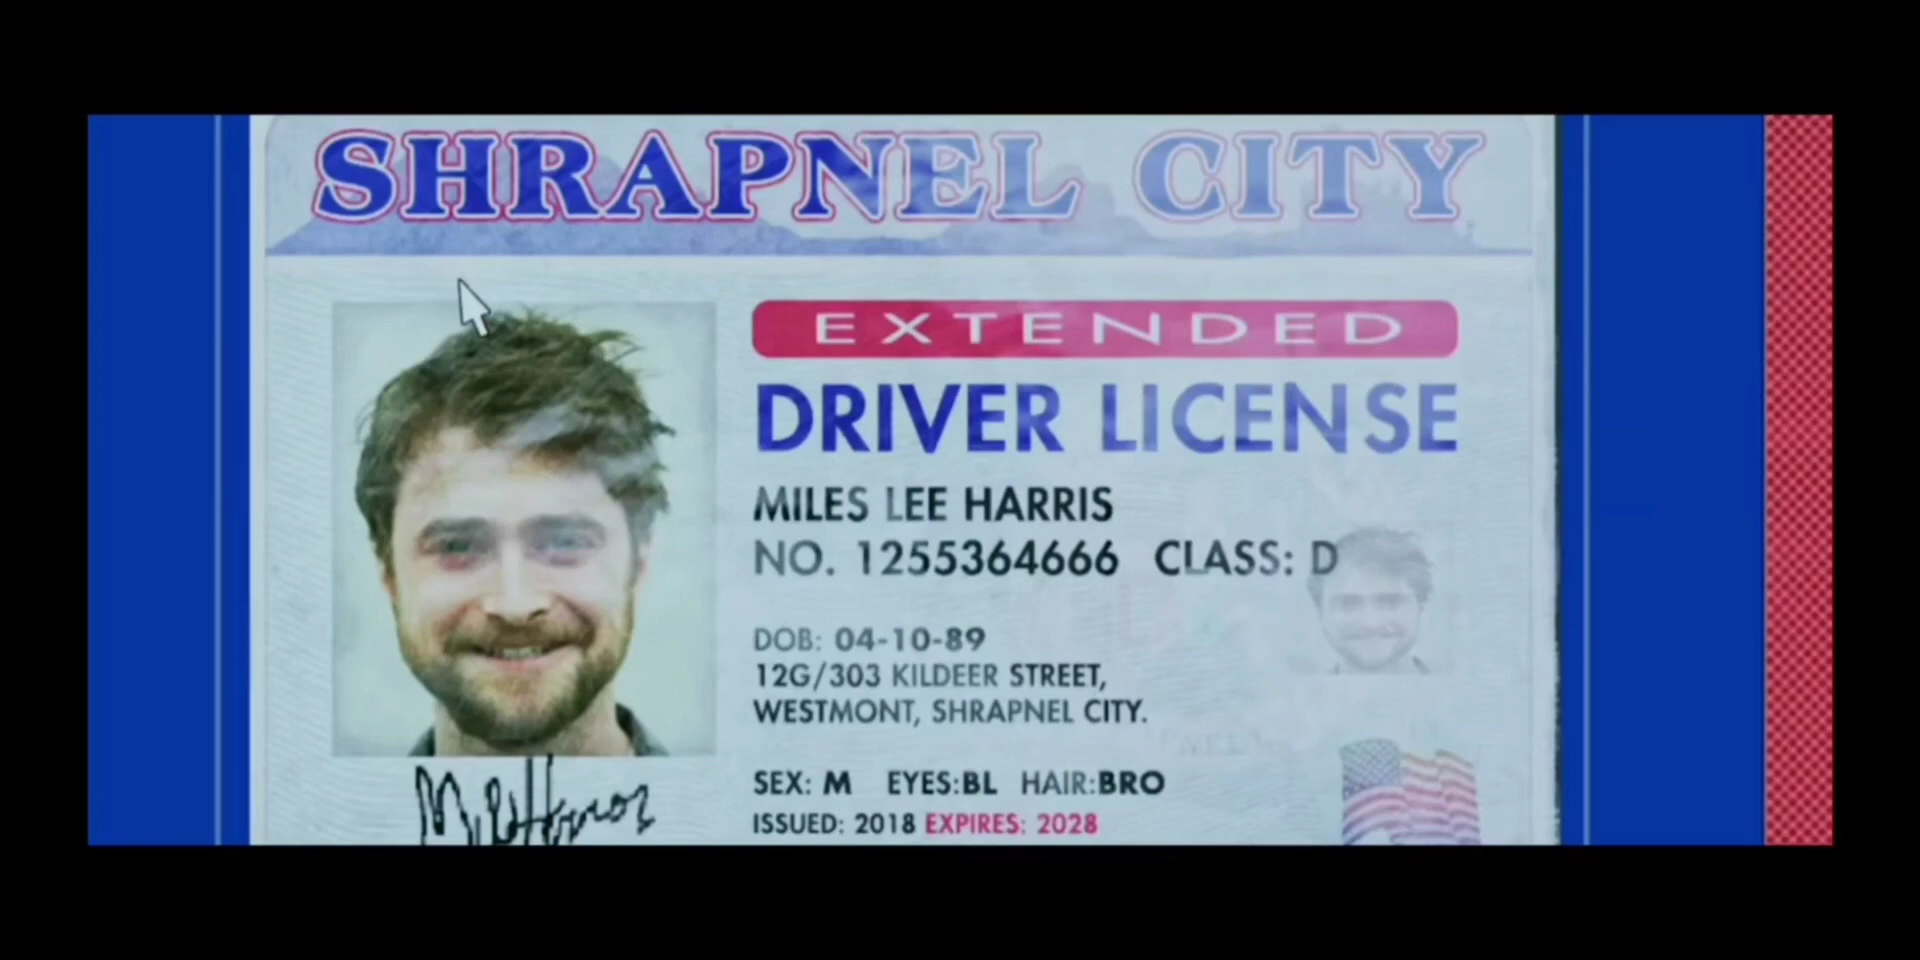 SHRAPNEL CITY
EXTENDED
DRIVER LICENSE
MILES LEE HARRIS
NO. 1255364666 CLASS: D
DOB: 04-10-89
12G/303 KILDEER STREET,
WESTMONT, SHRAPNEL CITY.
SEX: M EYES:BL HAIR:BRO
ISSUED: 2018 EXPIRES: 2028